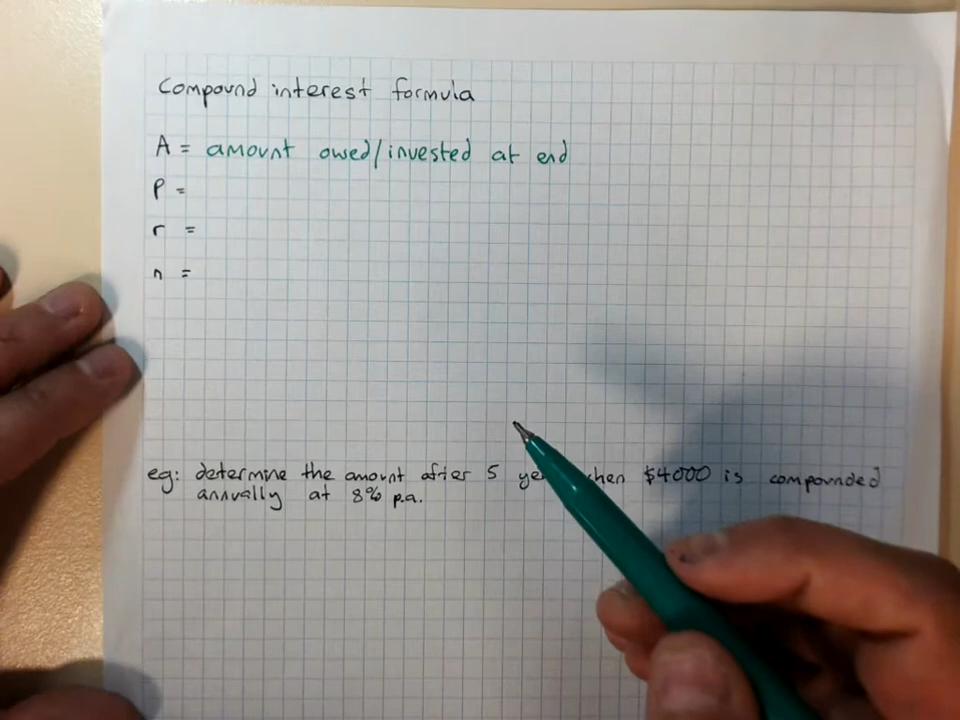 Compound interest formula
A = amount owed/invested at end
P =
r =
n =
eg: determine the amount after 5 $4000 is compounded
annually at 8% p.a.